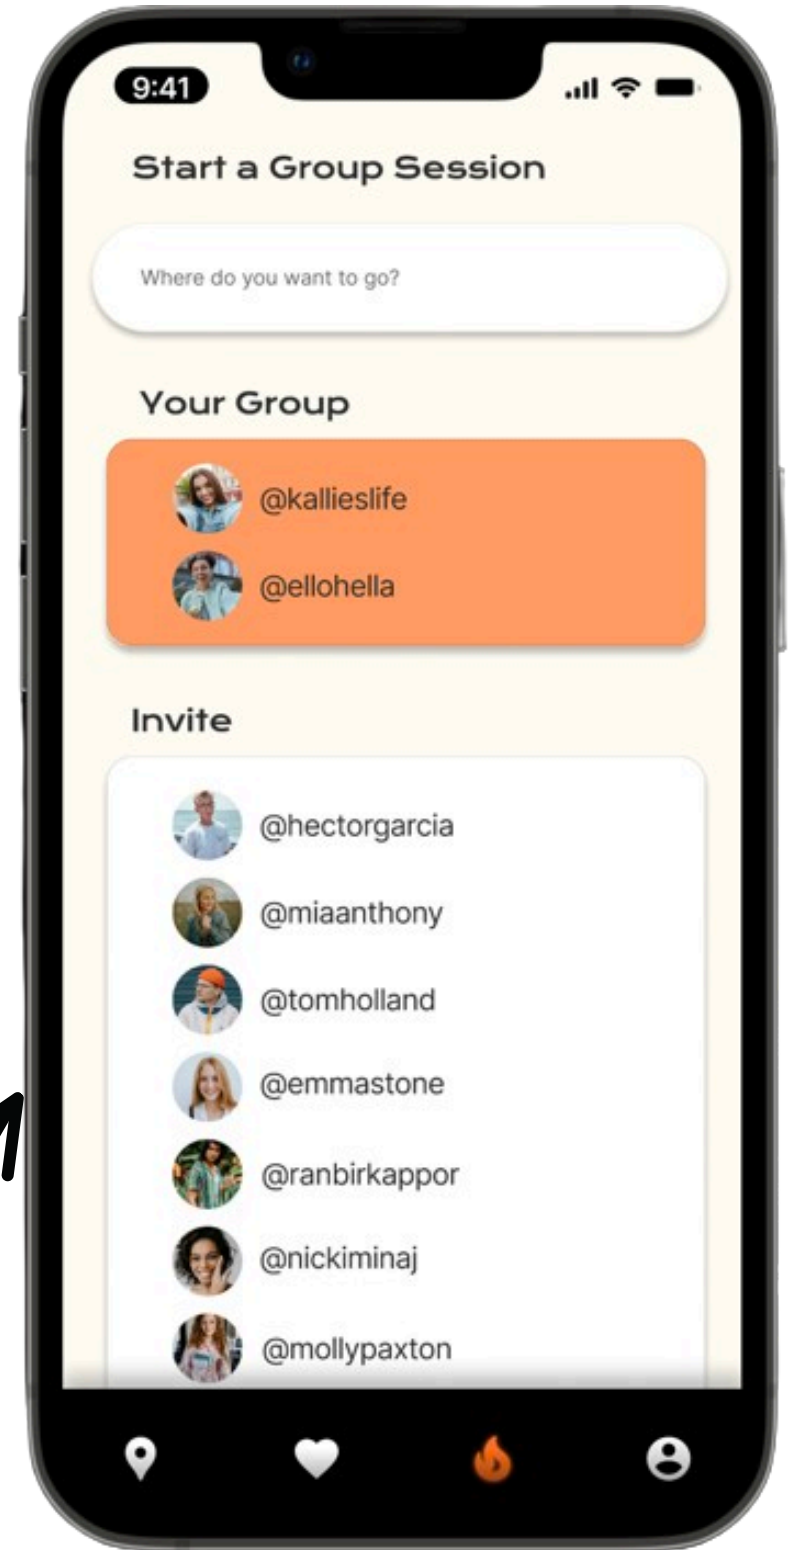 9:41
Start a Group Session
Where do you want to go?
Your Group
@kallieslife
@ellohella
Invite
@hectorgarcia
@miaanthony
@tomholland
@emmastone
@ranbirkappor
@nickiminaj
@mollypaxton